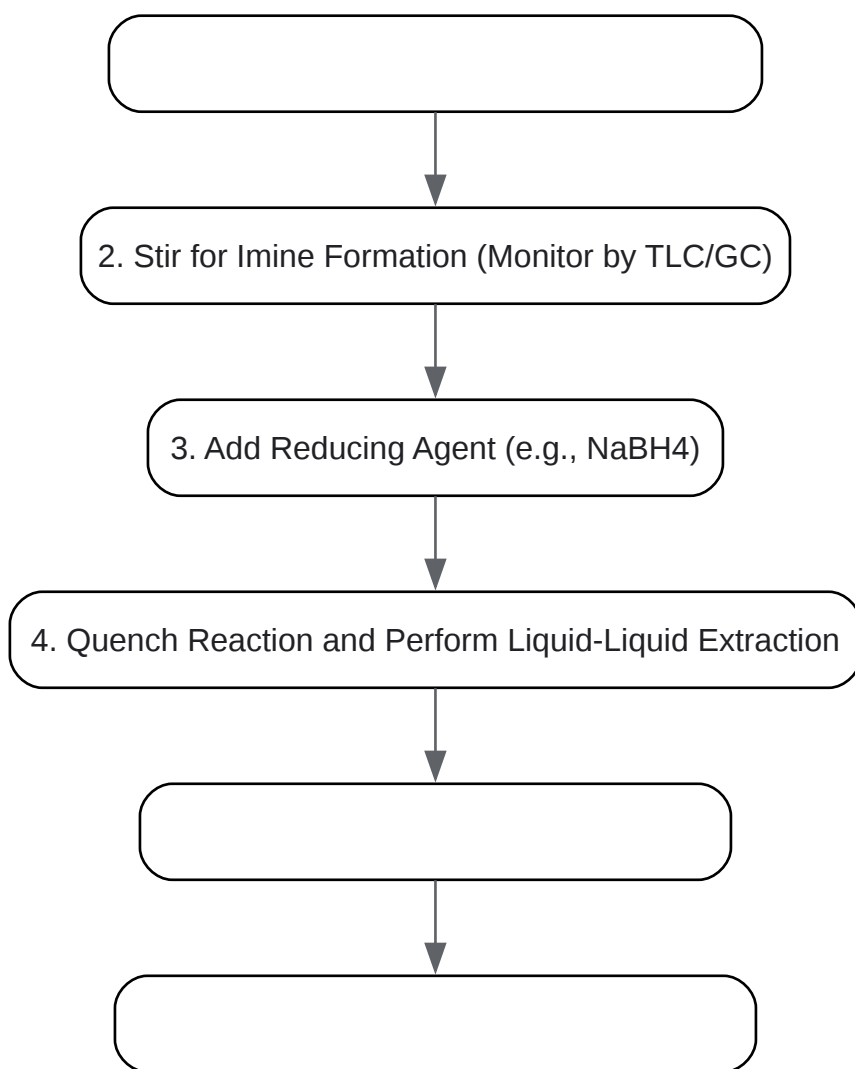 2. Stir for Imine Formation (Monitor by TLC/GC)
3. Add Reducing Agent (e.g., NaBH4)
4. Quench Reaction and Perform Liquid-Liquid Extraction